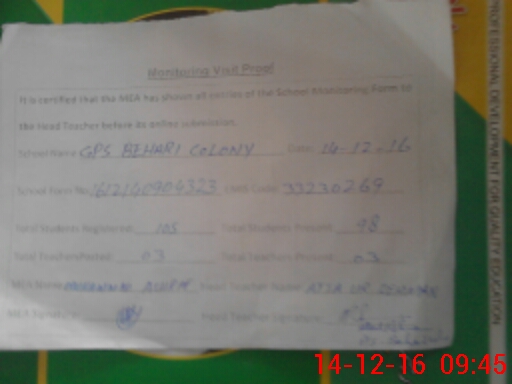 Monitoring Visit Proof
It is certified that the MEA has shown all entries of the School Monitoring Form to
the Head Teacher before its online submission.
School Name GPS BEHARI COLONY Date: 14-12-16
School Form No 1612140904323 EMIS Code: 33230269
Total Students Registered: 105 Total Students Present: 98
Total Teachers Posted: 03 Total Teachers Present: 03
MEA Name Head Teacher Name: ATTA UR
MEA Signature: Head Teacher Signature:
PROFESSIONAL DEVELOPMENT FOR QUALITY EDUCATION
14-12-16 09:45